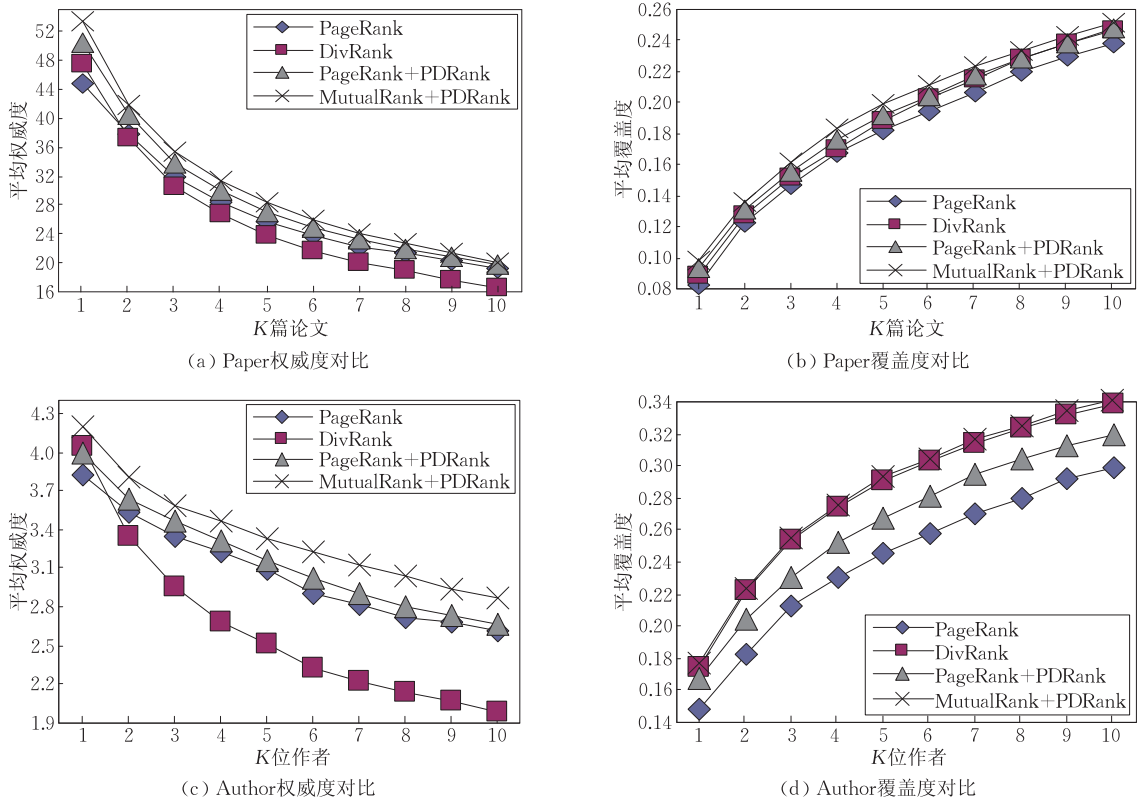 52
48
44
40
36
32
28
24
20
16
平均权威度
PageRank
DivRank
PageRank+PDRank
MutualRank+PDRank
1 2 3 4 5 6 7 8 9 10
K篇论文
(a) Paper权威度对比
0.26
0.24
0.22
0.20
0.18
0.16
0.14
0.12
0.10
0.08
平均覆盖度
PageRank
DivRank
PageRank+PDRank
MutualRank+PDRank
1 2 3 4 5 6 7 8 9 10
K篇论文
(b) Paper覆盖度对比
4.3
4.0
3.7
3.4
3.1
2.8
2.5
2.2
1.9
平均权威度
PageRank
DivRank
PageRank+PDRank
MutualRank+PDRank
1 2 3 4 5 6 7 8 9 10
K位作者
(c) Author权威度对比
0.34
0.32
0.30
0.28
0.26
0.24
0.22
0.20
0.18
0.16
0.14
平均覆盖度
PageRank
DivRank
PageRank+PDRank
MutualRank+PDRank
1 2 3 4 5 6 7 8 9 10
K位作者
(d) Author覆盖度对比